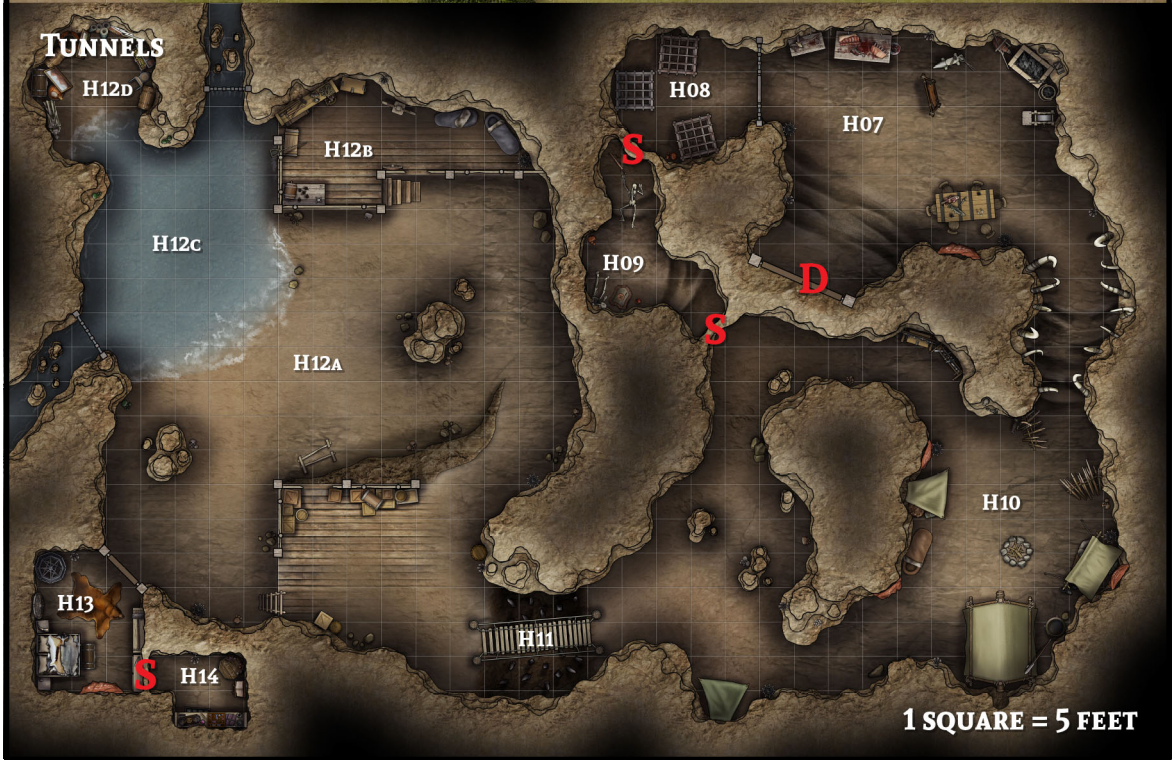 TUNNELS
H12D
H08
H07
S
H12B
H12C
H09
D
S
H12A
H10
H13
H11
S
H14
1 SQUARE = 5 FEET